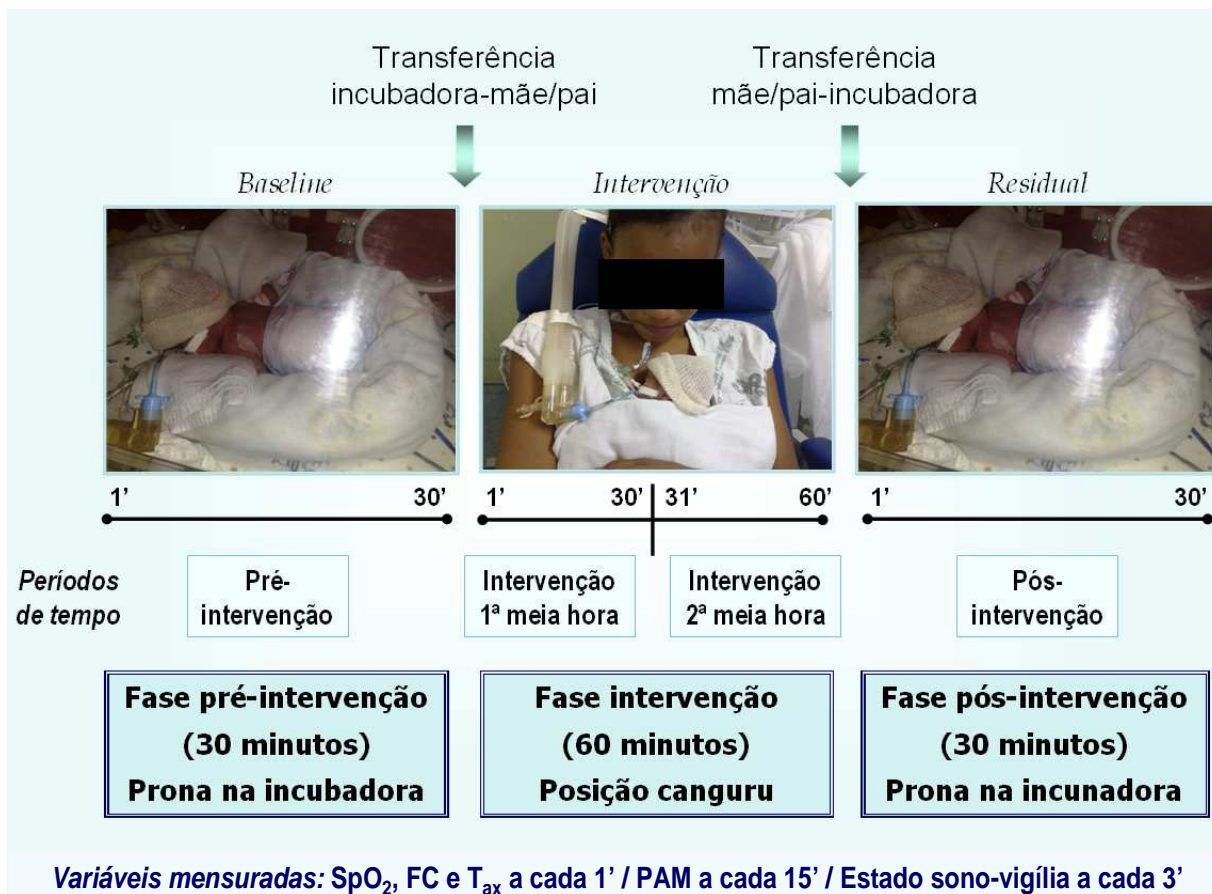 Transferência
incubadora-mãe/pai
Transferência
mãe/pai-incubadora
Baseline
Intervenção
Residual
1’ 30’
1’ 30’ 31’ 60’
1’ 30’
Períodos
de tempo
Pré-
intervenção
Intervenção
1ª meia hora
Intervenção
2ª meia hora
Pós-
intervenção
Fase pré-intervenção
(30 minutos)
Prona na incubadora
Fase intervenção
(60 minutos)
Posição canguru
Fase pós-intervenção
(30 minutos)
Prona na incunadora
Variáveis mensuradas: SpO₂, FC e Tₐₓ a cada 1’ / PAM a cada 15’ / Estado sono-vigília a cada 3’